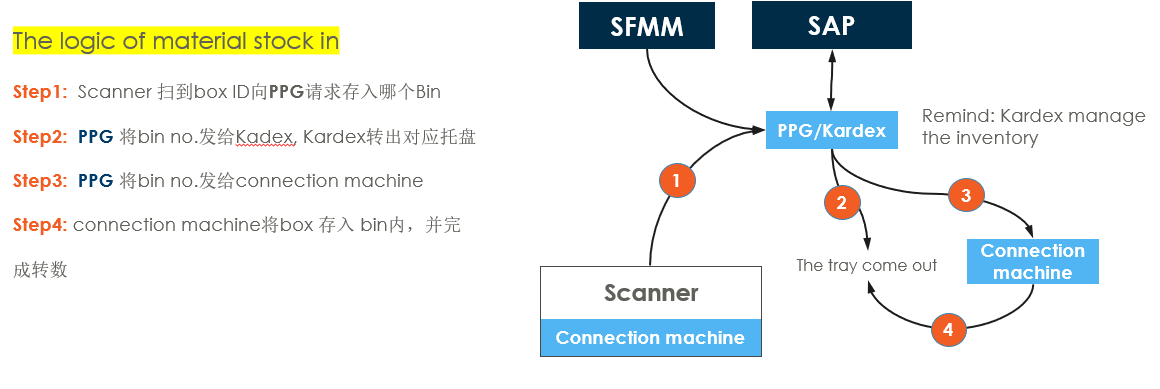 The logic of material stock in
Step1: Scanner 扫到box ID向PPG请求存入哪个Bin
Step2: PPG 将bin no.发给Kadex, Kardex转出对应托盘
Step3: PPG 将bin no.发给connection machine
Step4: connection machine将box 存入 bin内，并完
成转数
SFMM
SAP
PPG/Kardex
Remind: Kardex manage
the inventory
1
2
3
The tray come out
Connection
machine
Scanner
Connection machine
4